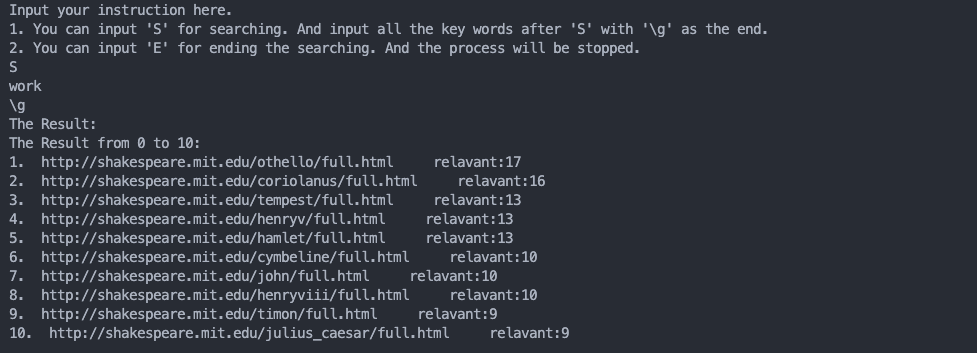 Input your instruction here.
1. You can input 'S' for searching. And input all the key words after 'S' with '\g' as the end.
2. You can input 'E' for ending the searching. And the process will be stopped.
S
work
\g
The Result:
The Result from 0 to 10:
1.  http://shakespeare.mit.edu/othello/full.html     relavant:17
2.  http://shakespeare.mit.edu/coriolanus/full.html     relavant:16
3.  http://shakespeare.mit.edu/tempest/full.html     relavant:13
4.  http://shakespeare.mit.edu/henryv/full.html     relavant:13
5.  http://shakespeare.mit.edu/hamlet/full.html     relavant:13
6.  http://shakespeare.mit.edu/cymbeline/full.html     relavant:10
7.  http://shakespeare.mit.edu/john/full.html     relavant:10
8.  http://shakespeare.mit.edu/henryviii/full.html     relavant:10
9.  http://shakespeare.mit.edu/timon/full.html     relavant:9
10.  http://shakespeare.mit.edu/julius_caesar/full.html     relavant:9